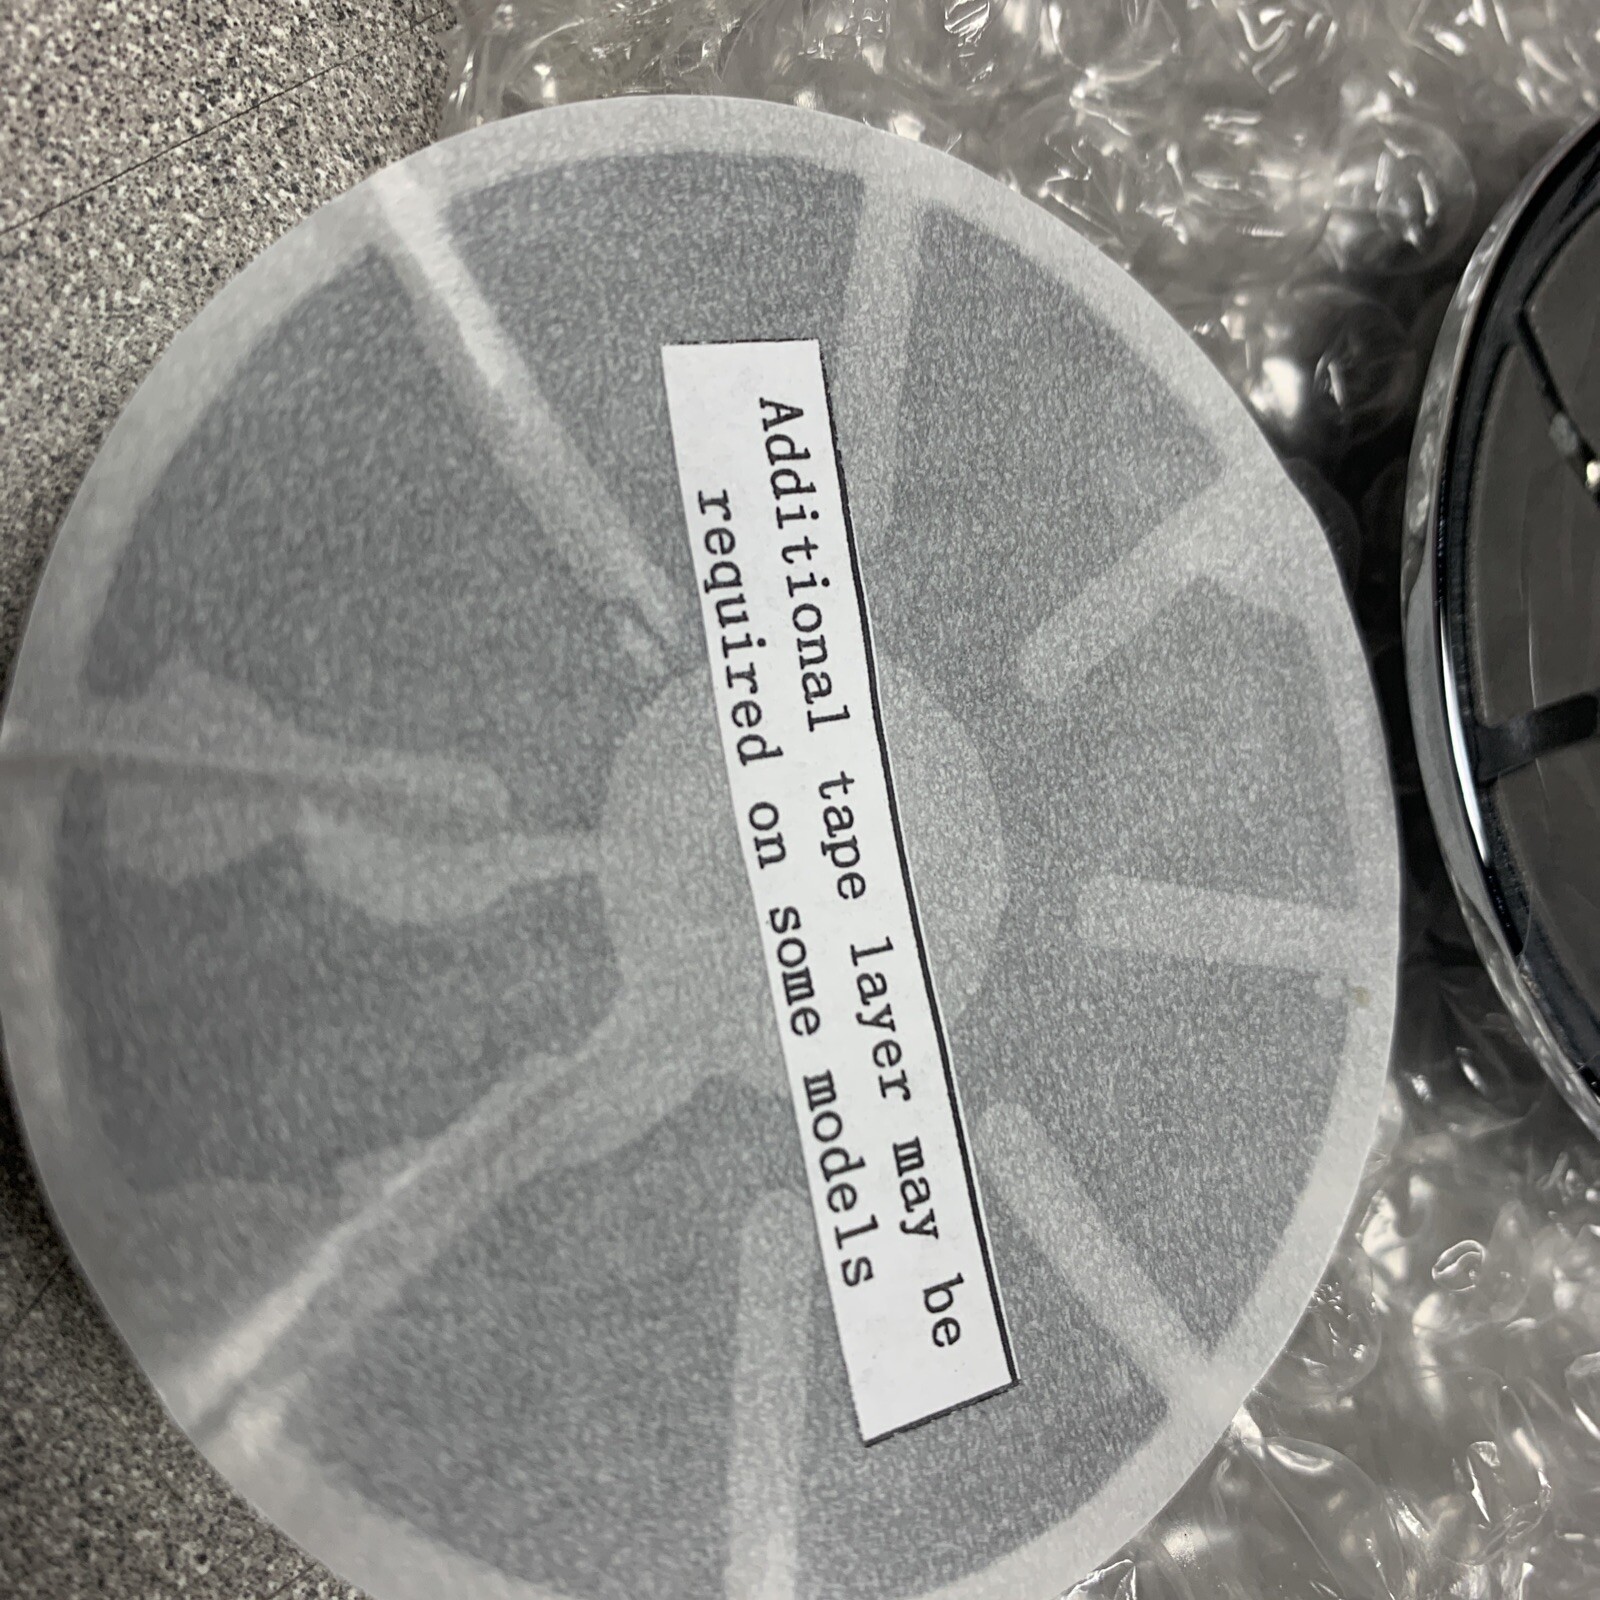 Additional tape layer may be
required on some models